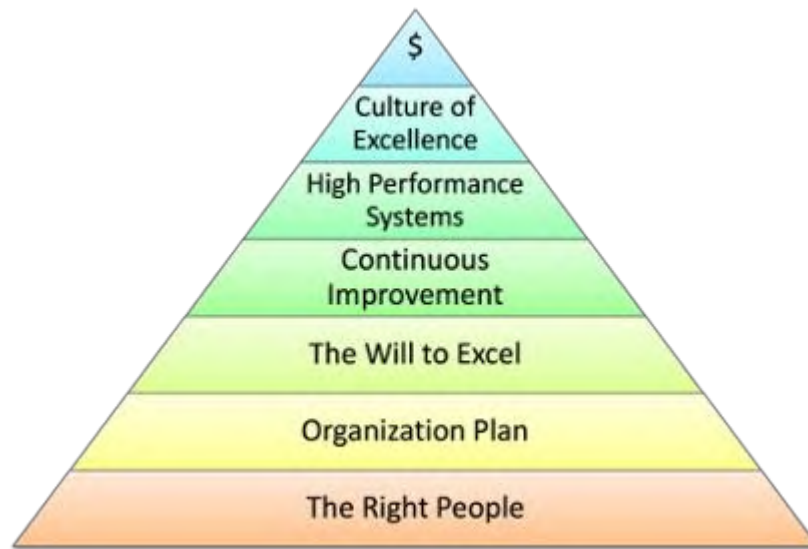 $
Culture of
Excellence
High Performance
Systems
Continuous
Improvement
The Will to Excel
Organization Plan
The Right People